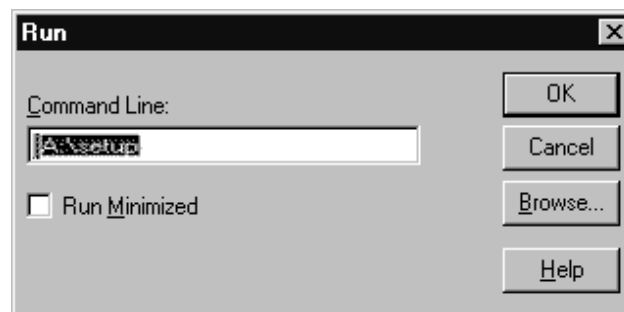 Run
Command Line:
A:\setup
Run Minimized
OK
Cancel
Browse...
Help